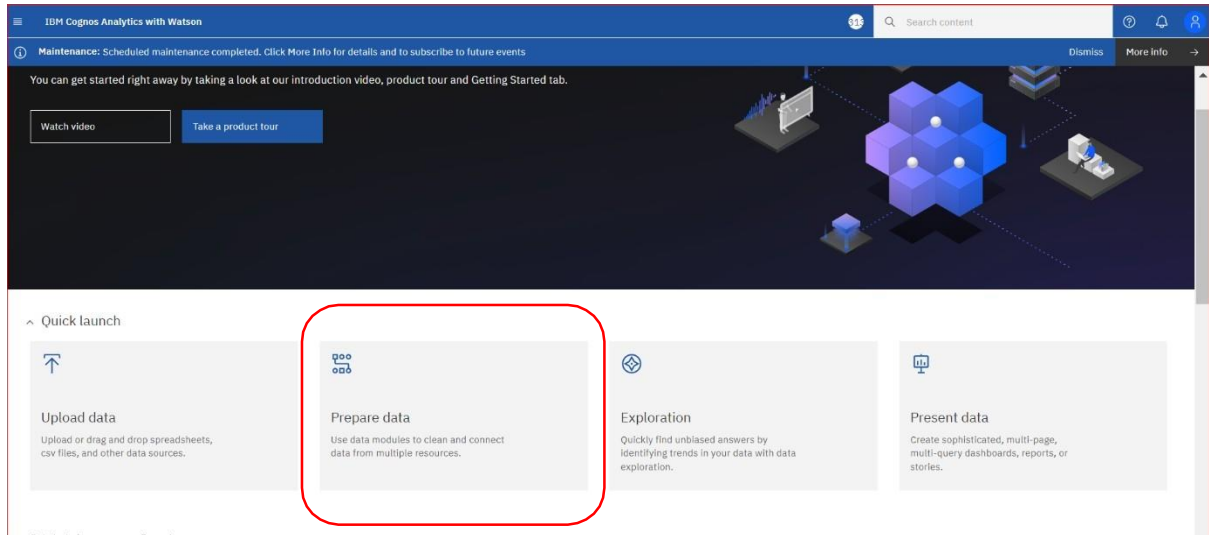 IBM Cognos Analytics with Watson
Search content
Maintenance: Scheduled maintenance completed. Click More Info for details and to subscribe to future events
Dismiss
More info
You can get started right away by taking a look at our introduction video, product tour and Getting Started tab.
Watch video
Take a product tour
Quick launch
Upload data
Upload or drag and drop spreadsheets,
csv files, and other data sources.
Prepare data
Use data modules to clean and connect
data from multiple resources.
Exploration
Quickly find unbiased answers by
identifying trends in your data with data
exploration.
Present data
Create sophisticated, multi-page,
multi-query dashboards, reports, or
stories.